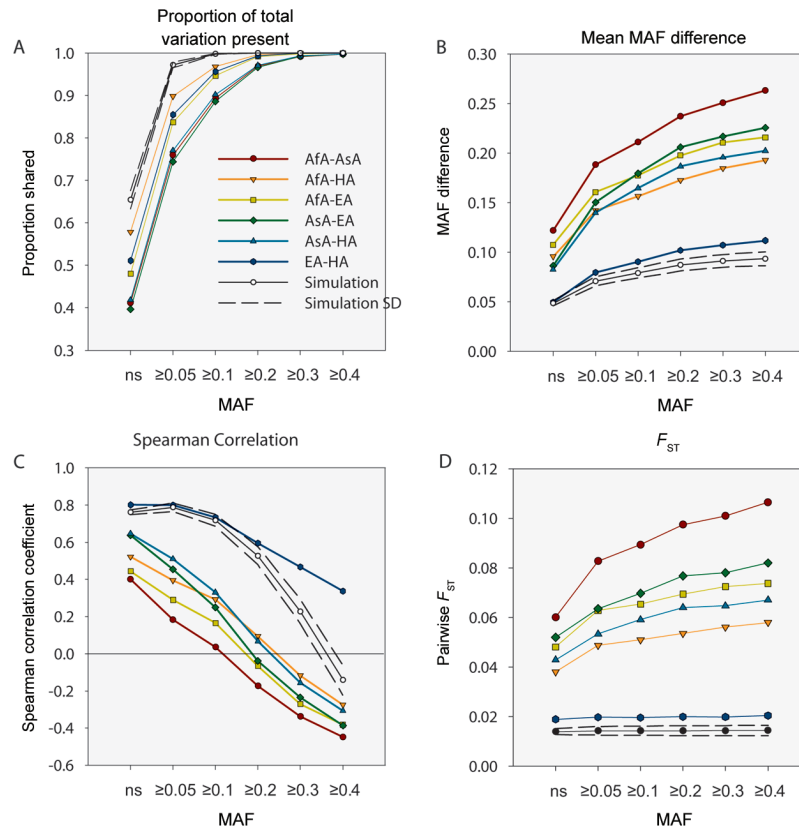 A
Proportion of total
variation present
Proportion shared
1.0
0.9
0.8
0.7
0.6
0.5
0.4
0.3
AfA-AsA
AfA-HA
AfA-EA
AsA-EA
AsA-HA
EA-HA
Simulation
Simulation SD
ns ≥0.05 ≥0.1 ≥0.2 ≥0.3 ≥0.4
MAF
B
Mean MAF difference
MAF difference
0.30
0.25
0.20
0.15
0.10
0.05
0.00
ns ≥0.05 ≥0.1 ≥0.2 ≥0.3 ≥0.4
MAF
C
Spearman Correlation
Spearman correlation coefficient
1.0
0.8
0.6
0.4
0.2
0.0
-0.2
-0.4
-0.6
ns ≥0.05 ≥0.1 ≥0.2 ≥0.3 ≥0.4
MAF
D
FST
Pairwise FST
0.12
0.10
0.08
0.06
0.04
0.02
0.00
ns ≥0.05 ≥0.1 ≥0.2 ≥0.3 ≥0.4
MAF